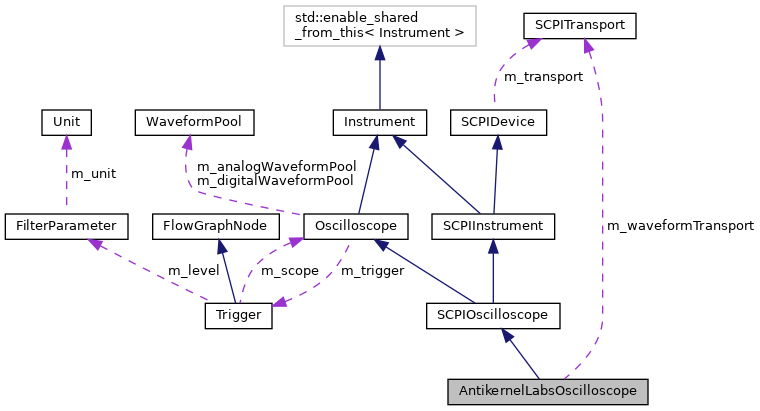 std::enable_shared
_from_this< Instrument >
SCPITransport
m_transport
Unit
WaveformPool
Instrument
SCPIDevice
m_unit
m_analogWaveformPool
m_digitalWaveformPool
FilterParameter
FlowGraphNode
Oscilloscope
SCPIInstrument
m_waveformTransport
m_level
m_scope
m_trigger
Trigger
SCPIOscilloscope
AntikernelLabsOscilloscope